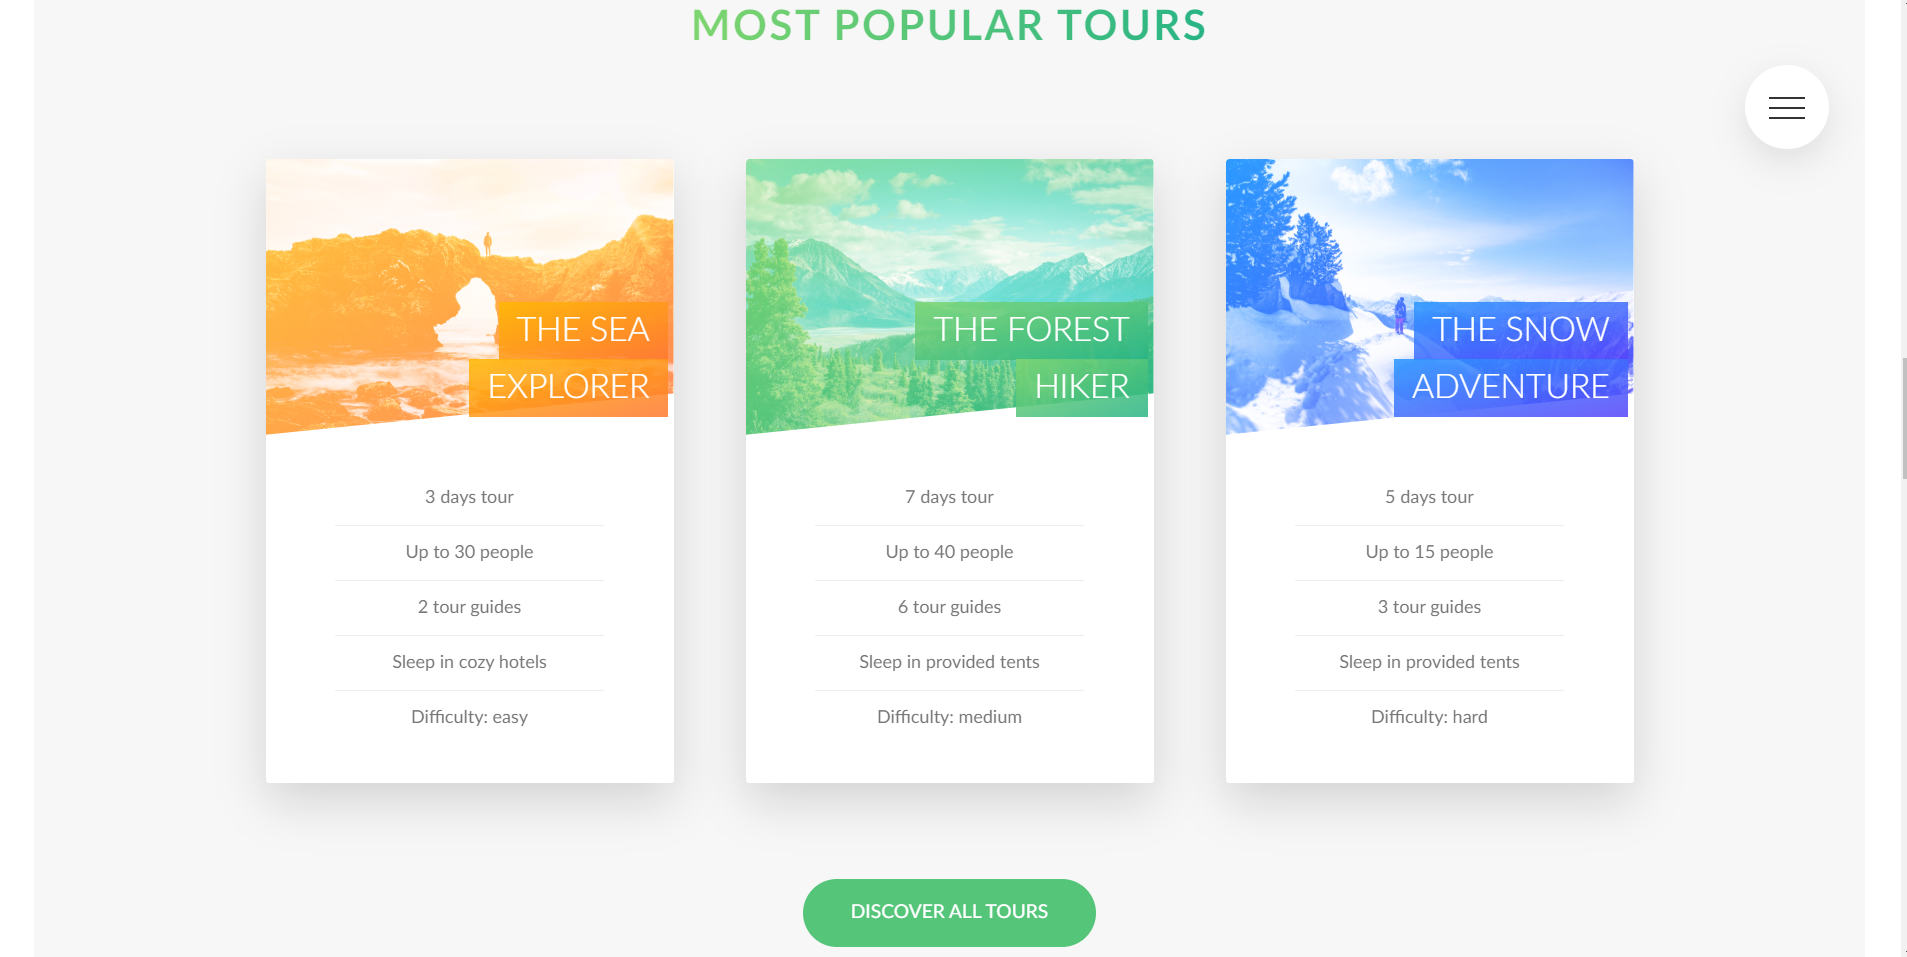 MOST POPULAR TOURS
THE SEA
EXPLORER
3 days tour
Up to 30 people
2 tour guides
Sleep in cozy hotels
Difficulty: easy
THE FOREST
HIKER
7 days tour
Up to 40 people
6 tour guides
Sleep in provided tents
Difficulty: medium
THE SNOW
ADVENTURE
5 days tour
Up to 15 people
3 tour guides
Sleep in provided tents
Difficulty: hard
DISCOVER ALL TOURS